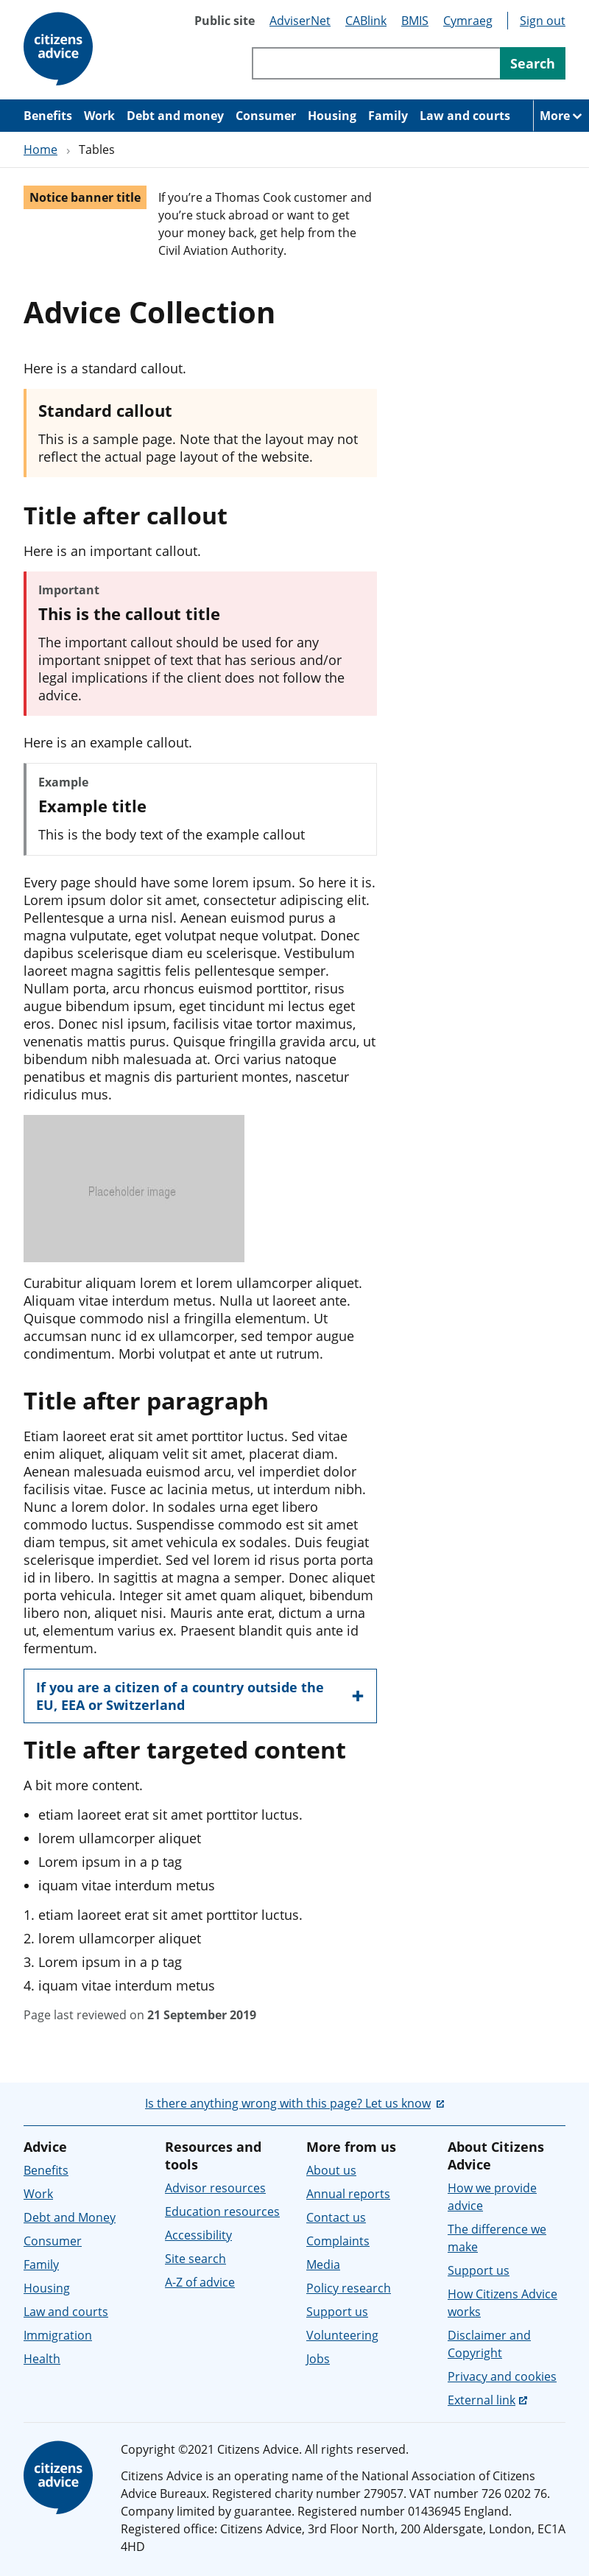 citizens
advice
Public site AdviserNet CABlink BMIS Cymraeg Sign out
Search
Benefits Work Debt and money Consumer Housing Family Law and courts More
Home › Tables
Notice banner title
If you’re a Thomas Cook customer and
you’re stuck abroad or want to get
your money back, get help from the
Civil Aviation Authority.
Advice Collection
Here is a standard callout.
Standard callout
This is a sample page. Note that the layout may not
reflect the actual page layout of the website.
Title after callout
Here is an important callout.
Important
This is the callout title
The important callout should be used for any
important snippet of text that has serious and/or
legal implications if the client does not follow the
advice.
Here is an example callout.
Example
Example title
This is the body text of the example callout
Every page should have some lorem ipsum. So here it is.
Lorem ipsum dolor sit amet, consectetur adipiscing elit.
Pellentesque a urna nisl. Aenean euismod purus a
magna vulputate, eget volutpat neque volutpat. Donec
dapibus scelerisque diam eu scelerisque. Vestibulum
laoreet magna sagittis felis pellentesque semper.
Nullam porta, arcu rhoncus euismod porttitor, risus
augue bibendum ipsum, eget tincidunt mi lectus eget
eros. Donec nisl ipsum, facilisis vitae tortor maximus,
venenatis mattis purus. Quisque fringilla gravida arcu, ut
bibendum nibh malesuada at. Orci varius natoque
penatibus et magnis dis parturient montes, nascetur
ridiculus mus.
Placeholder image
Curabitur aliquam lorem et lorem ullamcorper aliquet.
Aliquam vitae interdum metus. Nulla ut laoreet ante.
Quisque commodo nisl a fringilla elementum. Ut
accumsan nunc id ex ullamcorper, sed tempor augue
condimentum. Morbi volutpat et ante ut rutrum.
Title after paragraph
Etiam laoreet erat sit amet porttitor luctus. Sed vitae
enim aliquet, aliquam velit sit amet, placerat diam.
Aenean malesuada euismod arcu, vel imperdiet dolor
facilisis vitae. Fusce ac lacinia metus, ut interdum nibh.
Nunc a lorem dolor. In sodales urna eget libero
commodo luctus. Suspendisse commodo est sit amet
diam tempus, sit amet vehicula ex sodales. Duis feugiat
scelerisque imperdiet. Sed vel lorem id risus porta porta
id in libero. In sagittis at magna a semper. Donec aliquet
porta vehicula. Integer sit amet quam aliquet, bibendum
libero non, aliquet nisi. Mauris ante erat, dictum a urna
ut, elementum varius ex. Praesent blandit quis ante id
fermentum.
If you are a citizen of a country outside the
EU, EEA or Switzerland
Title after targeted content
A bit more content.
• etiam laoreet erat sit amet porttitor luctus.
• lorem ullamcorper aliquet
• Lorem ipsum in a p tag
• iquam vitae interdum metus
1. etiam laoreet erat sit amet porttitor luctus.
2. lorem ullamcorper aliquet
3. Lorem ipsum in a p tag
4. iquam vitae interdum metus
Page last reviewed on 21 September 2019
Is there anything wrong with this page? Let us know
Advice
Benefits
Work
Debt and Money
Consumer
Family
Housing
Law and courts
Immigration
Health
Resources and
tools
Advisor resources
Education resources
Accessibility
Site search
A-Z of advice
More from us
About us
Annual reports
Contact us
Complaints
Media
Policy research
Support us
Volunteering
Jobs
About Citizens
Advice
How we provide
advice
The difference we
make
Support us
How Citizens Advice
works
Disclaimer and
Copyright
Privacy and cookies
External link
citizens
advice
Copyright ©2021 Citizens Advice. All rights reserved.
Citizens Advice is an operating name of the National Association of Citizens
Advice Bureaux. Registered charity number 279057. VAT number 726 0202 76.
Company limited by guarantee. Registered number 01436945 England.
Registered office: Citizens Advice, 3rd Floor North, 200 Aldersgate, London, EC1A
4HD